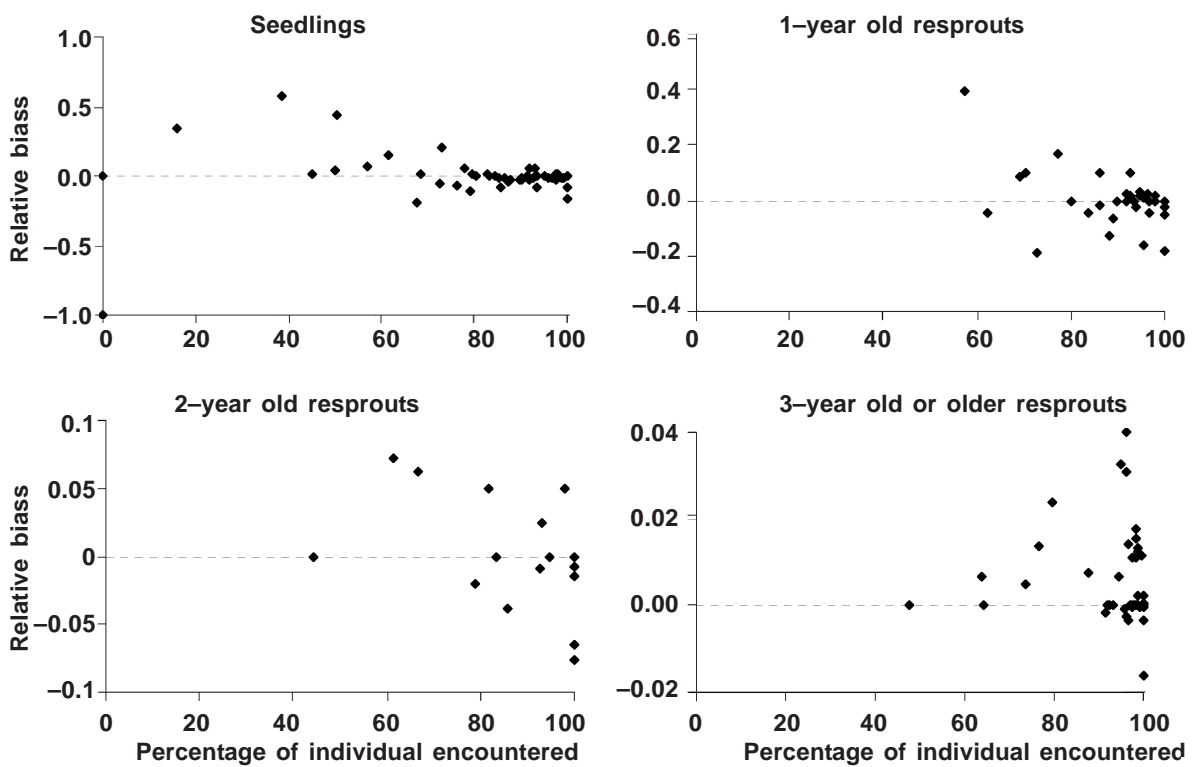 Seedlings
1.0
0.5
0.0
–0.5
–1.0
Relative biass
0 20 40 60 80 100
1–year old resprouts
0.6
0.4
0.2
0.0
–0.2
–0.4
0 20 40 60 80 100
2–year old resprouts
0.1
0.05
0
–0.05
–0.1
Relative biass
0 20 40 60 80 100
Percentage of individual encountered
3–year old or older resprouts
0.04
0.02
0.00
–0.02
0 20 40 60 80 100
Percentage of individual encountered